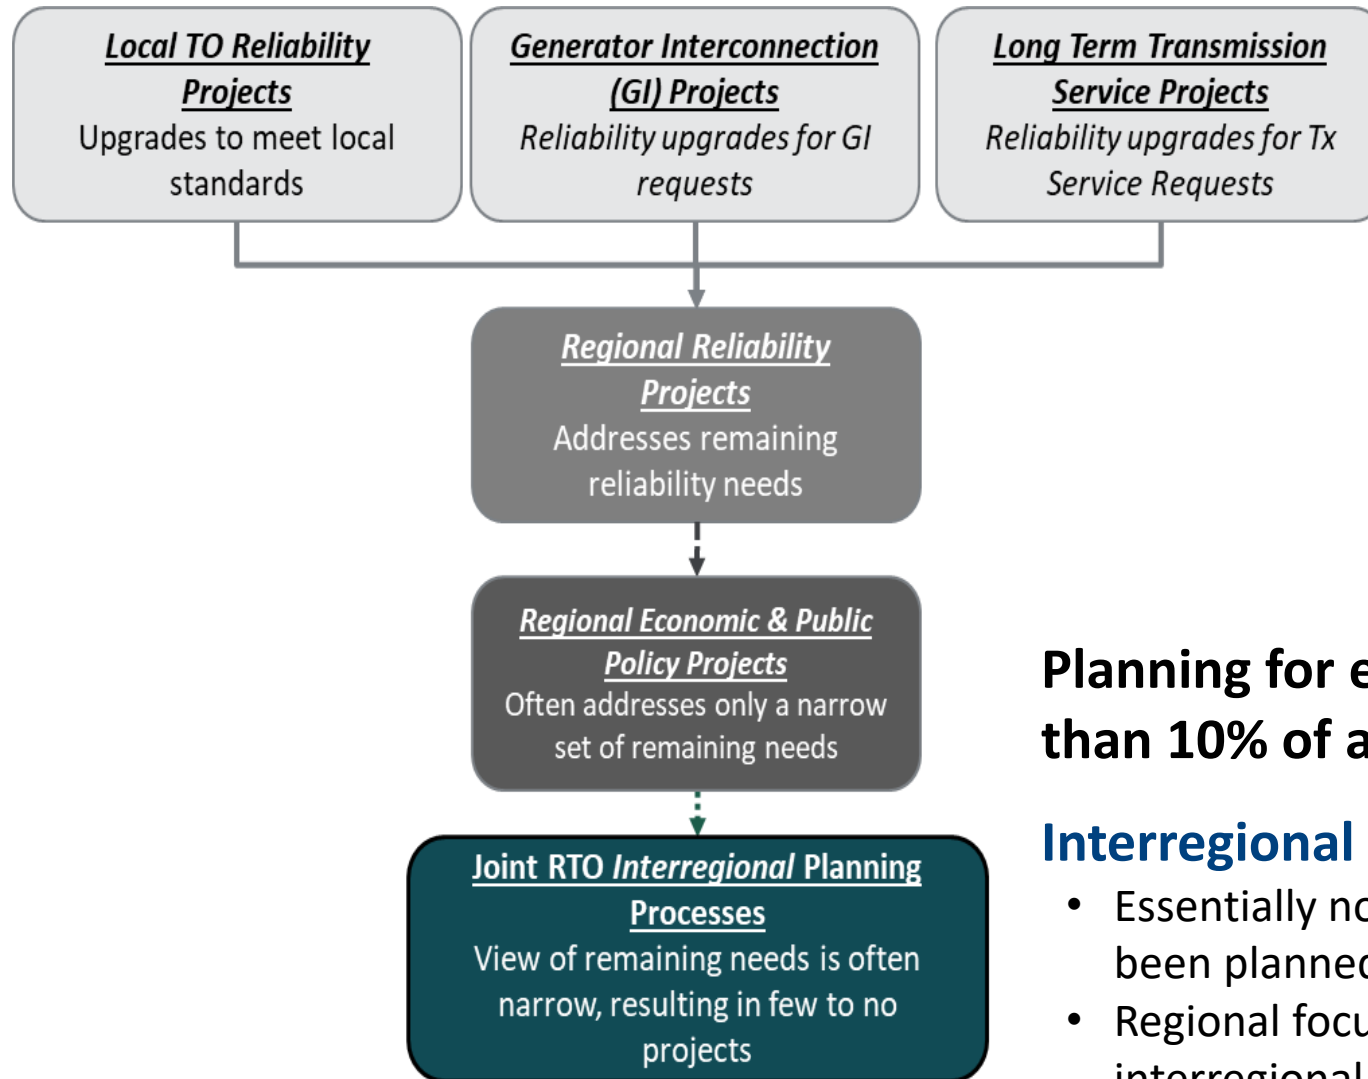 Local TO Reliability
Projects
Upgrades to meet local
standards
Generator Interconnection
(GI) Projects
Reliability upgrades for GI
requests
Long Term Transmission
Service Projects
Reliability upgrades for Tx
Service Requests
Regional Reliability
Projects
Addresses remaining
reliability needs
Regional Economic & Public
Policy Projects
Often addresses only a narrow
set of remaining needs
Joint RTO Interregional Planning
Processes
View of remaining needs is often
narrow, resulting in few to no
projects
Planning for
than 10% of
Interregional
• Essentially
been planned
• Regional
interregional